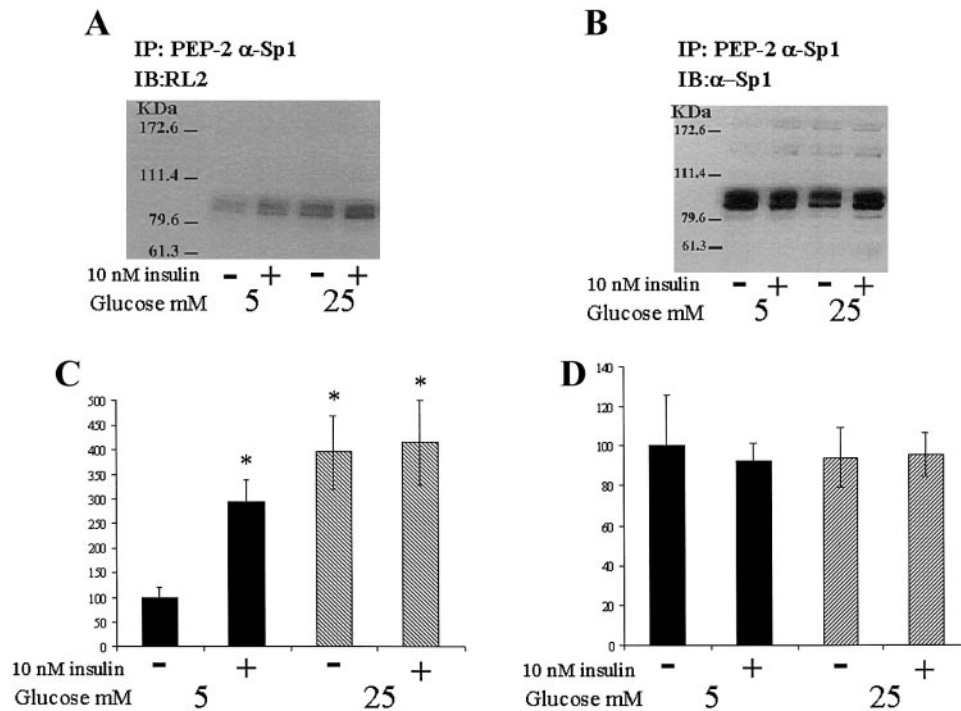 A
IP: PEP-2 α-Sp1
IB:RL2
KDa
172.6
111.4
79.6
61.3
10 nM insulin - + - +
Glucose mM 5 25
B
IP: PEP-2 α-Sp1
IB:α-Sp1
KDa
172.6
111.4
79.6
61.3
10 nM insulin - + - +
Glucose mM 5 25
C
500
450
400
350
300
250
200
150
100
50
0
* * *
10 nM insulin - + - +
Glucose mM 5 25
D
140
120
100
80
60
40
20
0
10 nM insulin - + - +
Glucose mM 5 25